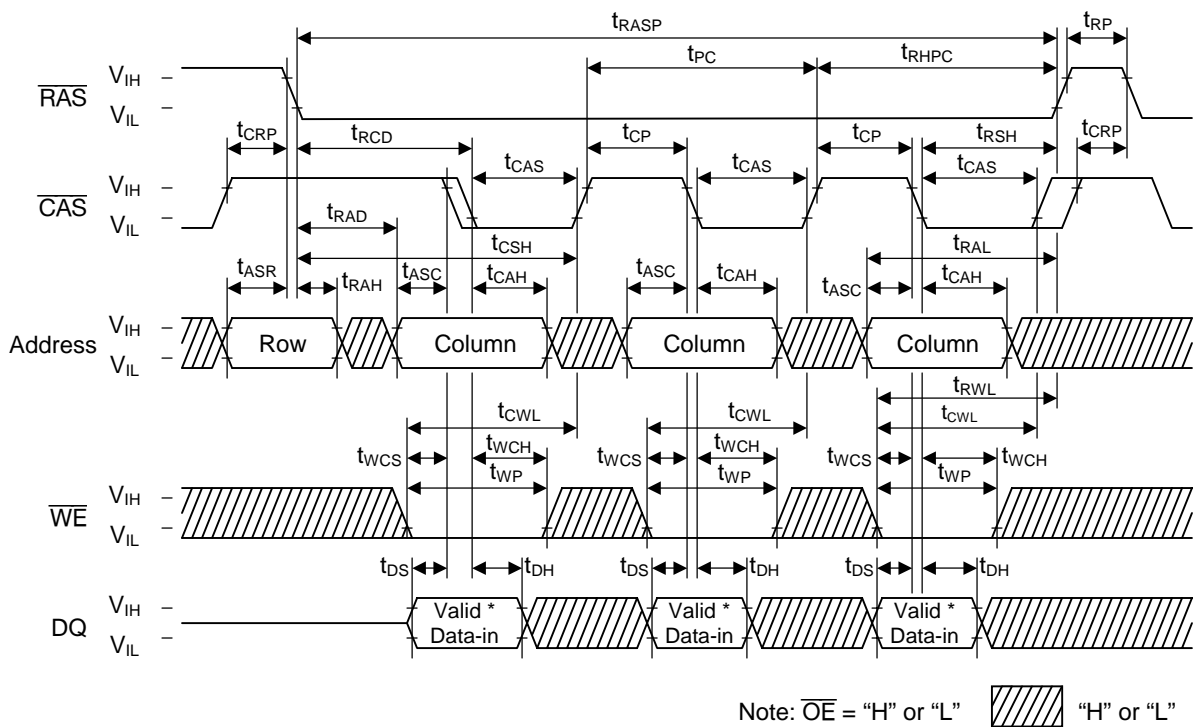 tRASP tRP
tPC tRHPC
RAS VIH
VIL
tCRP tRCD tCP tCP tRSH tCRP
tCAS tCAS tCAS
CAS VIH
VIL
tRAD
tCSH tRAL
tASR tRAH tASC tCAH tASC tCAH tASC tCAH
Address VIH
VIL
Row Column Column Column
tRWL
tCWL tCWL tCWL
tWCS tWCH tWCS tWCH tWCS tWCH
tWP tWP tWP
WE VIH
VIL
tDS tDH tDS tDH tDS tDH
DQ VIH
VIL
Valid * Valid * Valid *
Data-in Data-in Data-in
Note: OE = “H” or “L” “H” or “L”